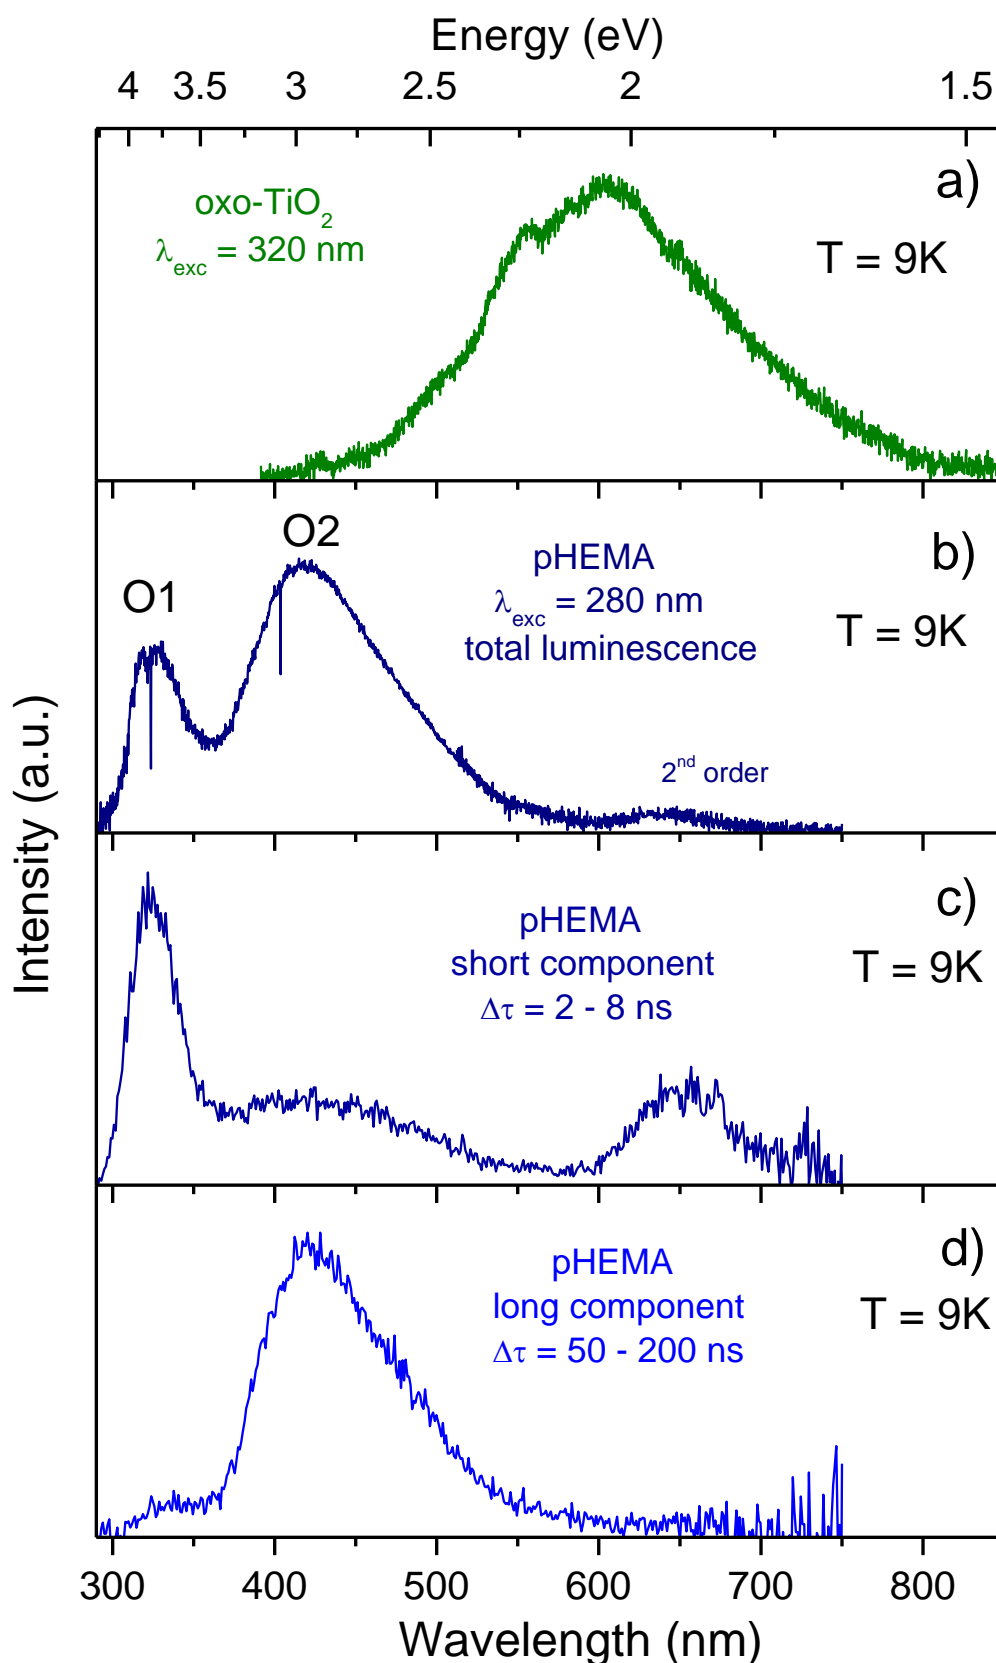 Energy (eV)
4 3.5 3 2.5 2 1.5
a)
oxo-TiO₂
λexc = 320 nm
T = 9K
b)
O1
O2
pHEMA
λexc = 280 nm
total luminescence
T = 9K
2nd order
c)
pHEMA
short component
Δτ = 2 - 8 ns
T = 9K
d)
pHEMA
long component
Δτ = 50 - 200 ns
T = 9K
Intensity (a.u.)
300 400 500 600 700 800
Wavelength (nm)